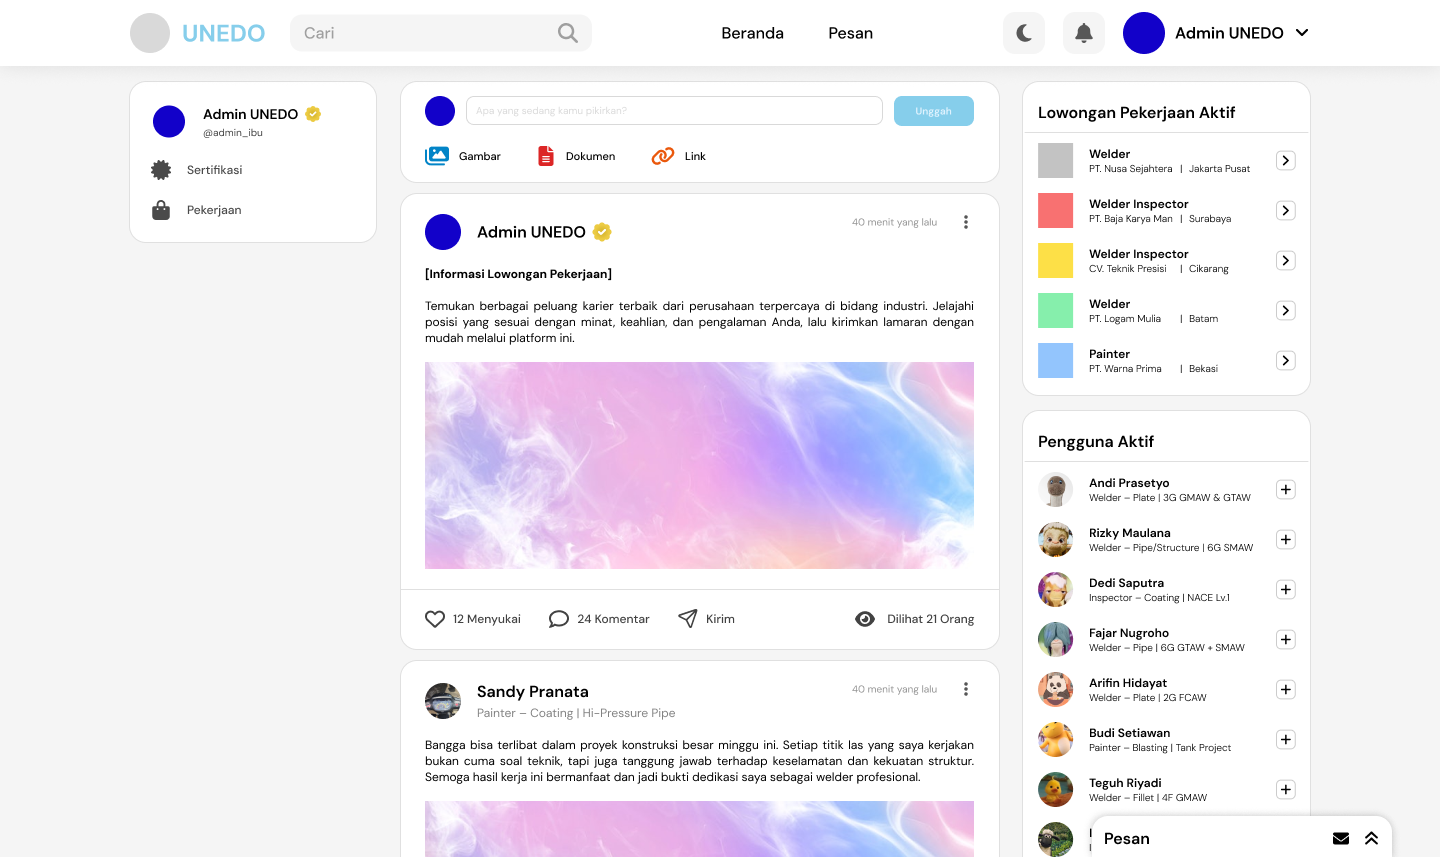 UNEDO
Cari
Beranda
Pesan
Admin UNEDO
Admin UNEDO
@admin_ibu
Sertifikasi
Pekerjaan
Apa yang sedang kamu pikirkan?
Unggah
Gambar
Dokumen
Link
Admin UNEDO
40 menit yang lalu
[Informasi Lowongan Pekerjaan]
Temukan berbagai peluang karier terbaik dari perusahaan terpercaya di bidang industri. Jelajahi
posisi yang sesuai dengan minat, keahlian, dan pengalaman Anda, lalu kirimkan lamaran dengan
mudah melalui platform ini.
12 Menyukai
24 Komentar
Kirim
Dilihat 21 Orang
Sandy Pranata
40 menit yang lalu
Painter – Coating | Hi-Pressure Pipe
Bangga bisa terlibat dalam proyek konstruksi besar minggu ini. Setiap titik las yang saya kerjakan
bukan cuma soal teknik, tapi juga tanggung jawab terhadap keselamatan dan kekuatan struktur.
Semoga hasil kerja ini bermanfaat dan jadi bukti dedikasi saya sebagai welder profesional.
Lowongan Pekerjaan Aktif
Welder
PT. Nusa Sejahtera | Jakarta Pusat
Welder Inspector
PT. Baja Karya Man | Surabaya
Welder Inspector
CV. Teknik Presisi | Cikarang
Welder
PT. Logam Mulia | Batam
Painter
PT. Warna Prima | Bekasi
Pengguna Aktif
Andi Prasetyo
Welder – Plate | 3G GMAW & GTAW
Rizky Maulana
Welder – Pipe/Structure | 6G SMAW
Dedi Saputra
Inspector – Coating | NACE Lv.1
Fajar Nugroho
Welder – Pipe | 6G GTAW + SMAW
Arifin Hidayat
Welder – Plate | 2G FCAW
Budi Setiawan
Painter – Blasting | Tank Project
Teguh Riyadi
Welder – Fillet | 4F GMAW
Pesan